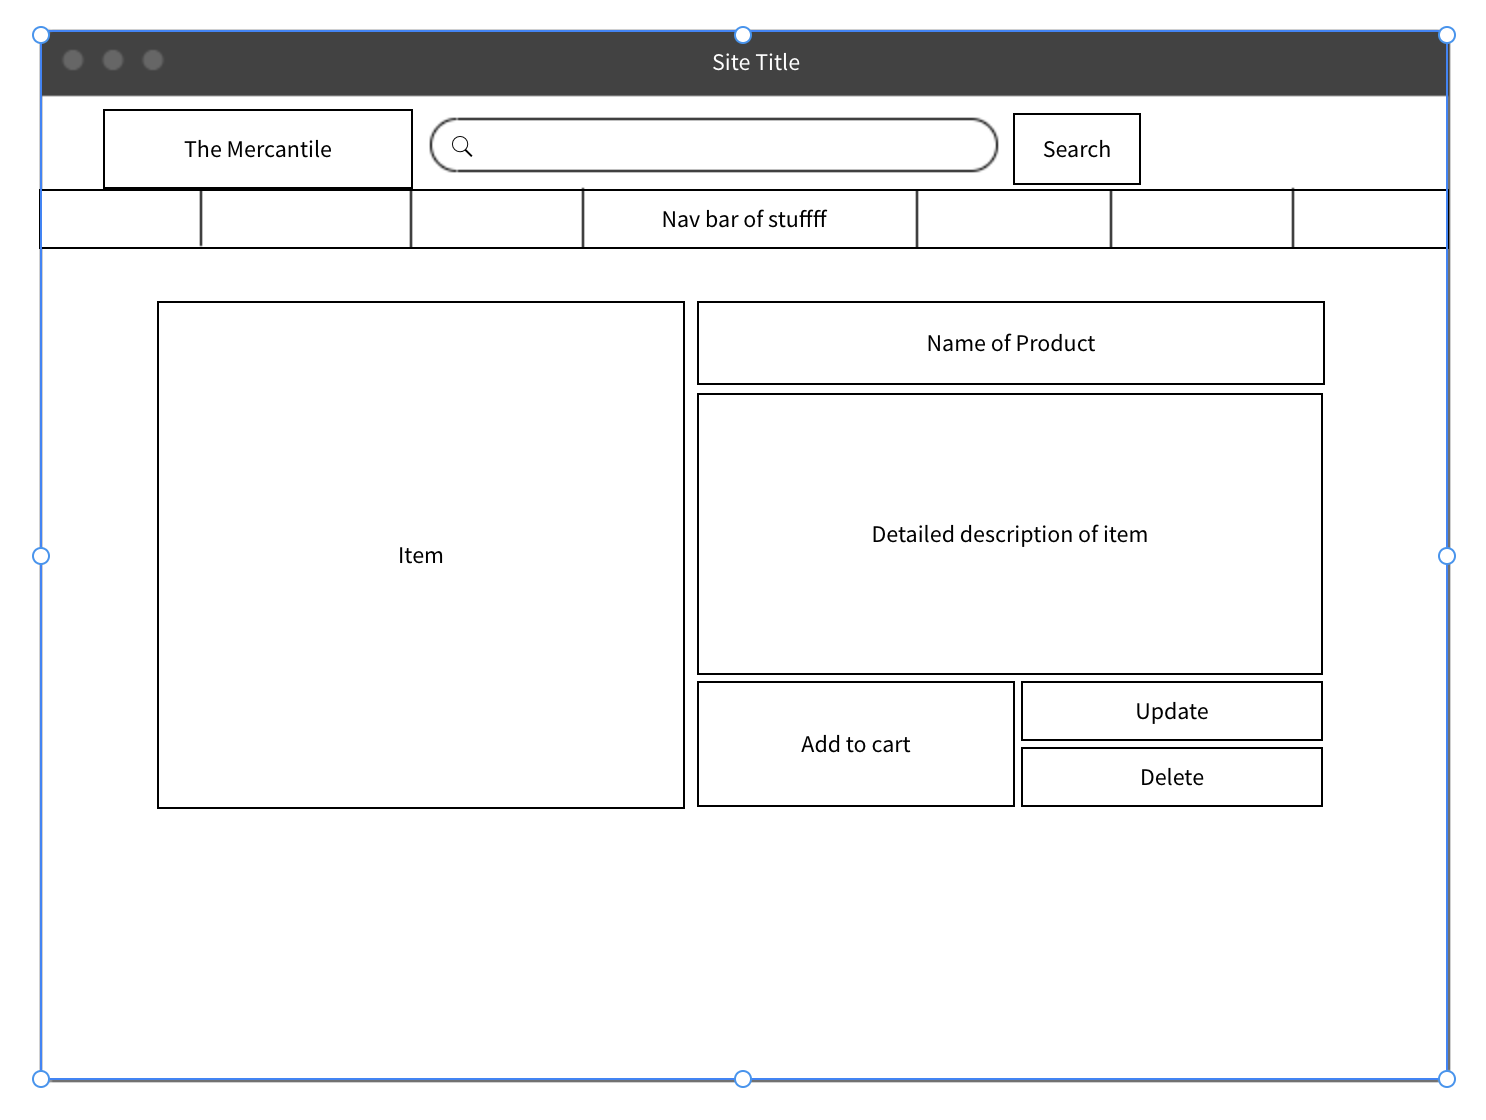 Site Title
The Mercantile
Search
Nav bar of stuffff
Item
Name of Product
Detailed description of item
Add to cart
Update
Delete